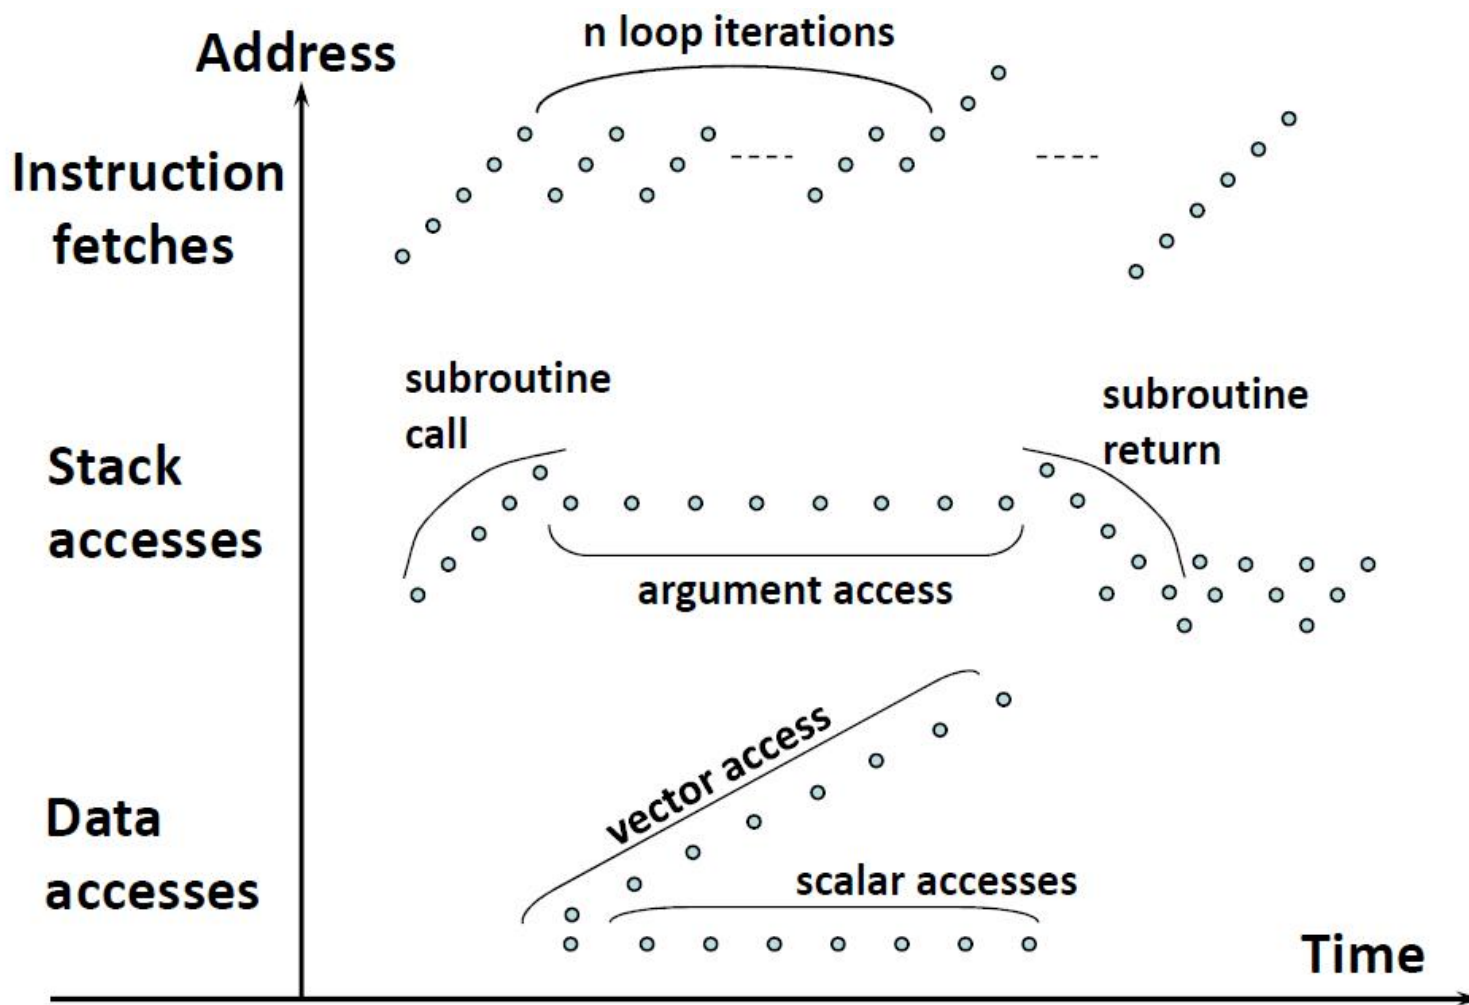 n loop iterations
Address
Instruction
fetches
subroutine
call
subroutine
return
Stack
accesses
argument access
vector access
Data
accesses
scalar accesses
Time